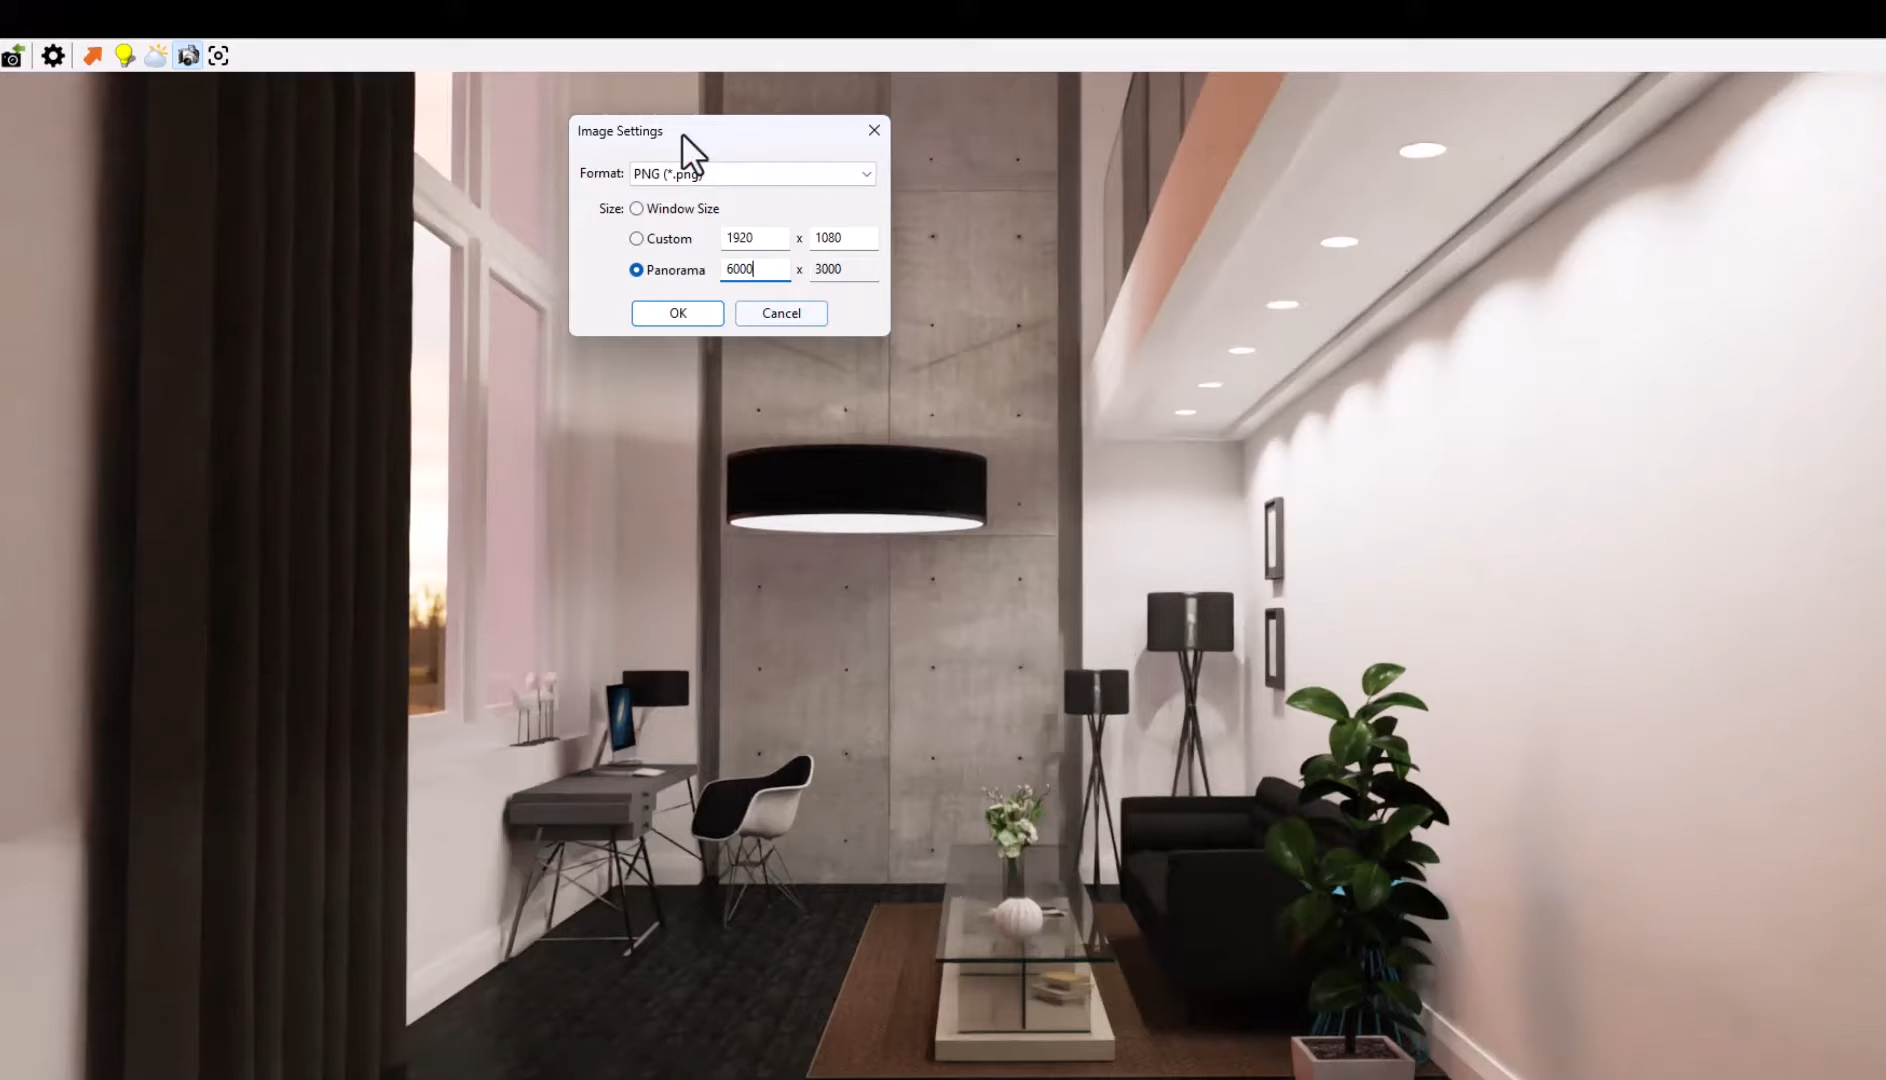 Image Settings
Format: PNG (*.png)
Size: Window Size
Custom 1920 x 1080
Panorama 6000 x 3000
OK Cancel